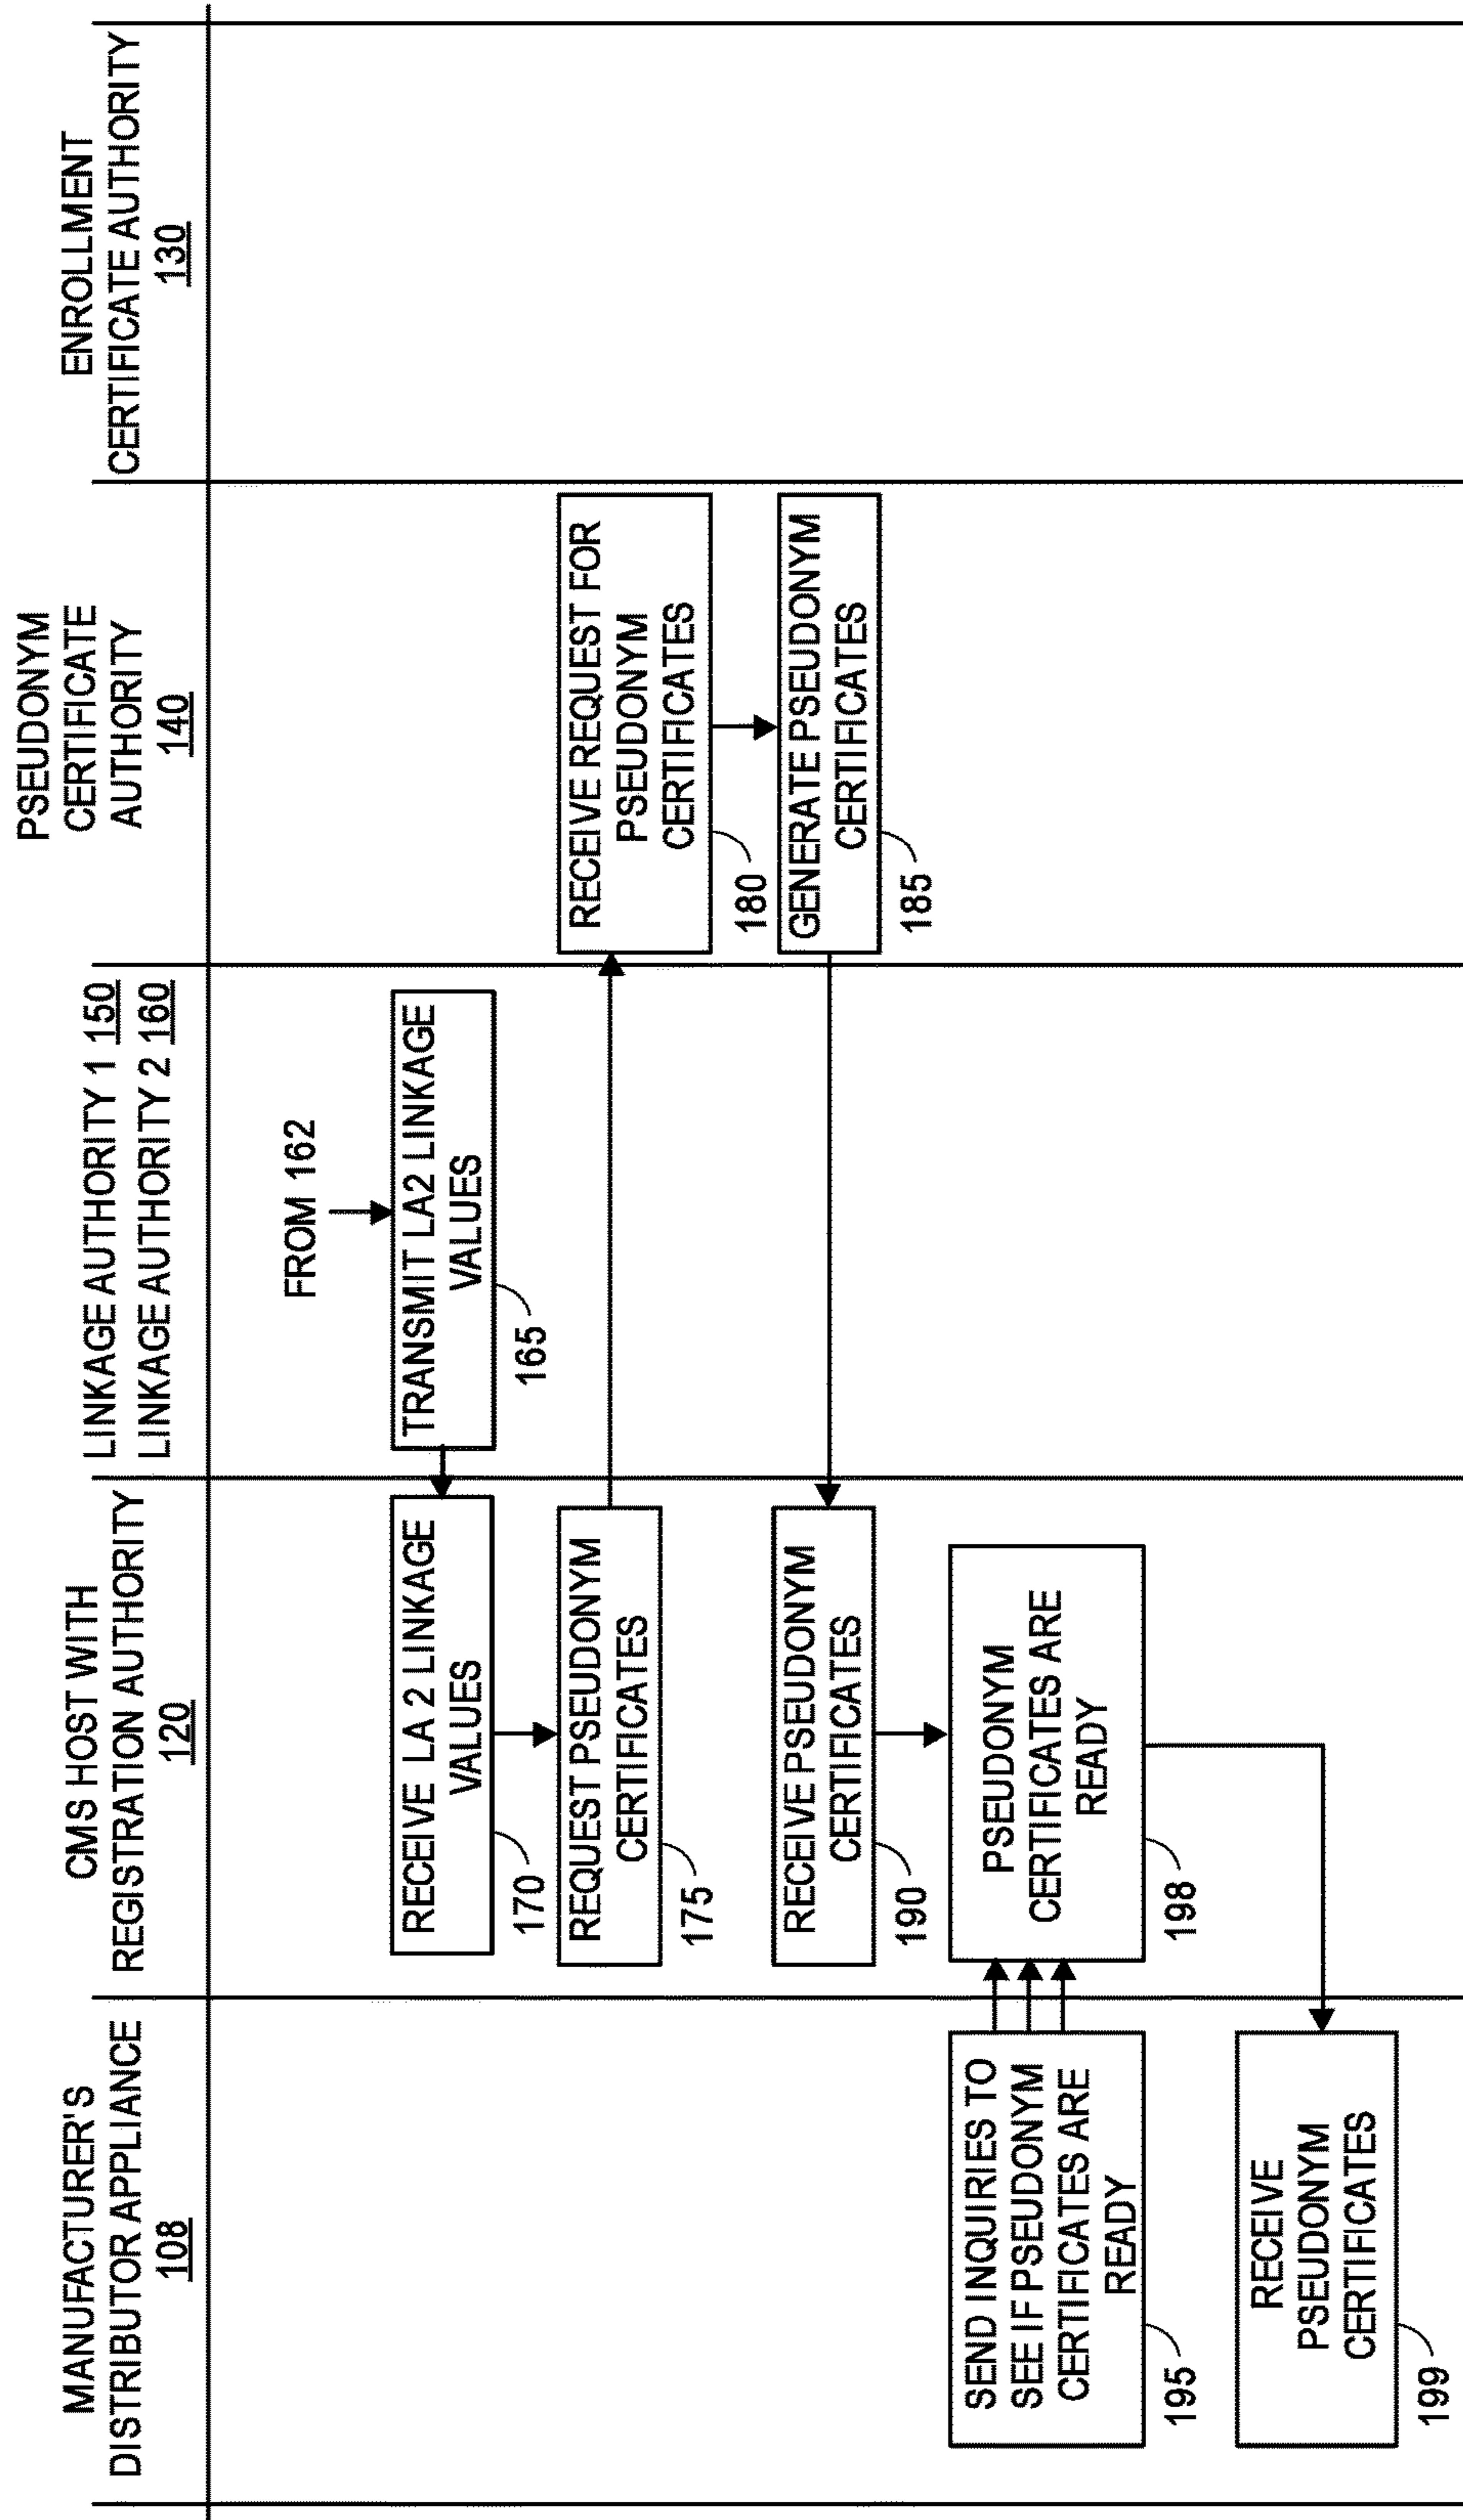 MANUFACTURER'S
DISTRIBUTOR APPLIANCE
108
CMS HOST WITH
REGISTRATION AUTHORITY
120
LINKAGE AUTHORITY 1 150
LINKAGE AUTHORITY 2 160
PSEUDONYM
CERTIFICATE
AUTHORITY
140
ENROLLMENT
CERTIFICATE AUTHORITY
130
FROM 162
TRANSMIT LA2 LINKAGE
VALUES
165
RECEIVE LA 2 LINKAGE
VALUES
170
REQUEST PSEUDONYM
CERTIFICATES
175
RECEIVE REQUEST FOR
PSEUDONYM
CERTIFICATES
180
GENERATE PSEUDONYM
CERTIFICATES
185
RECEIVE PSEUDONYM
CERTIFICATES
190
SEND INQUIRIES TO
SEE IF PSEUDONYM
CERTIFICATES ARE
READY
195
PSEUDONYM
CERTIFICATES ARE
READY
198
RECEIVE
PSEUDONYM
CERTIFICATES
199